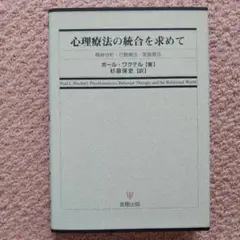 心理療法の統合を求めて
精神分析・行動療法・家族療法
ポール・ワクテル[著]
杉原保史[訳]
Paul L. Wachtel: Psychoanalysis, Behavior Therapy, and the Relational World
金剛出版